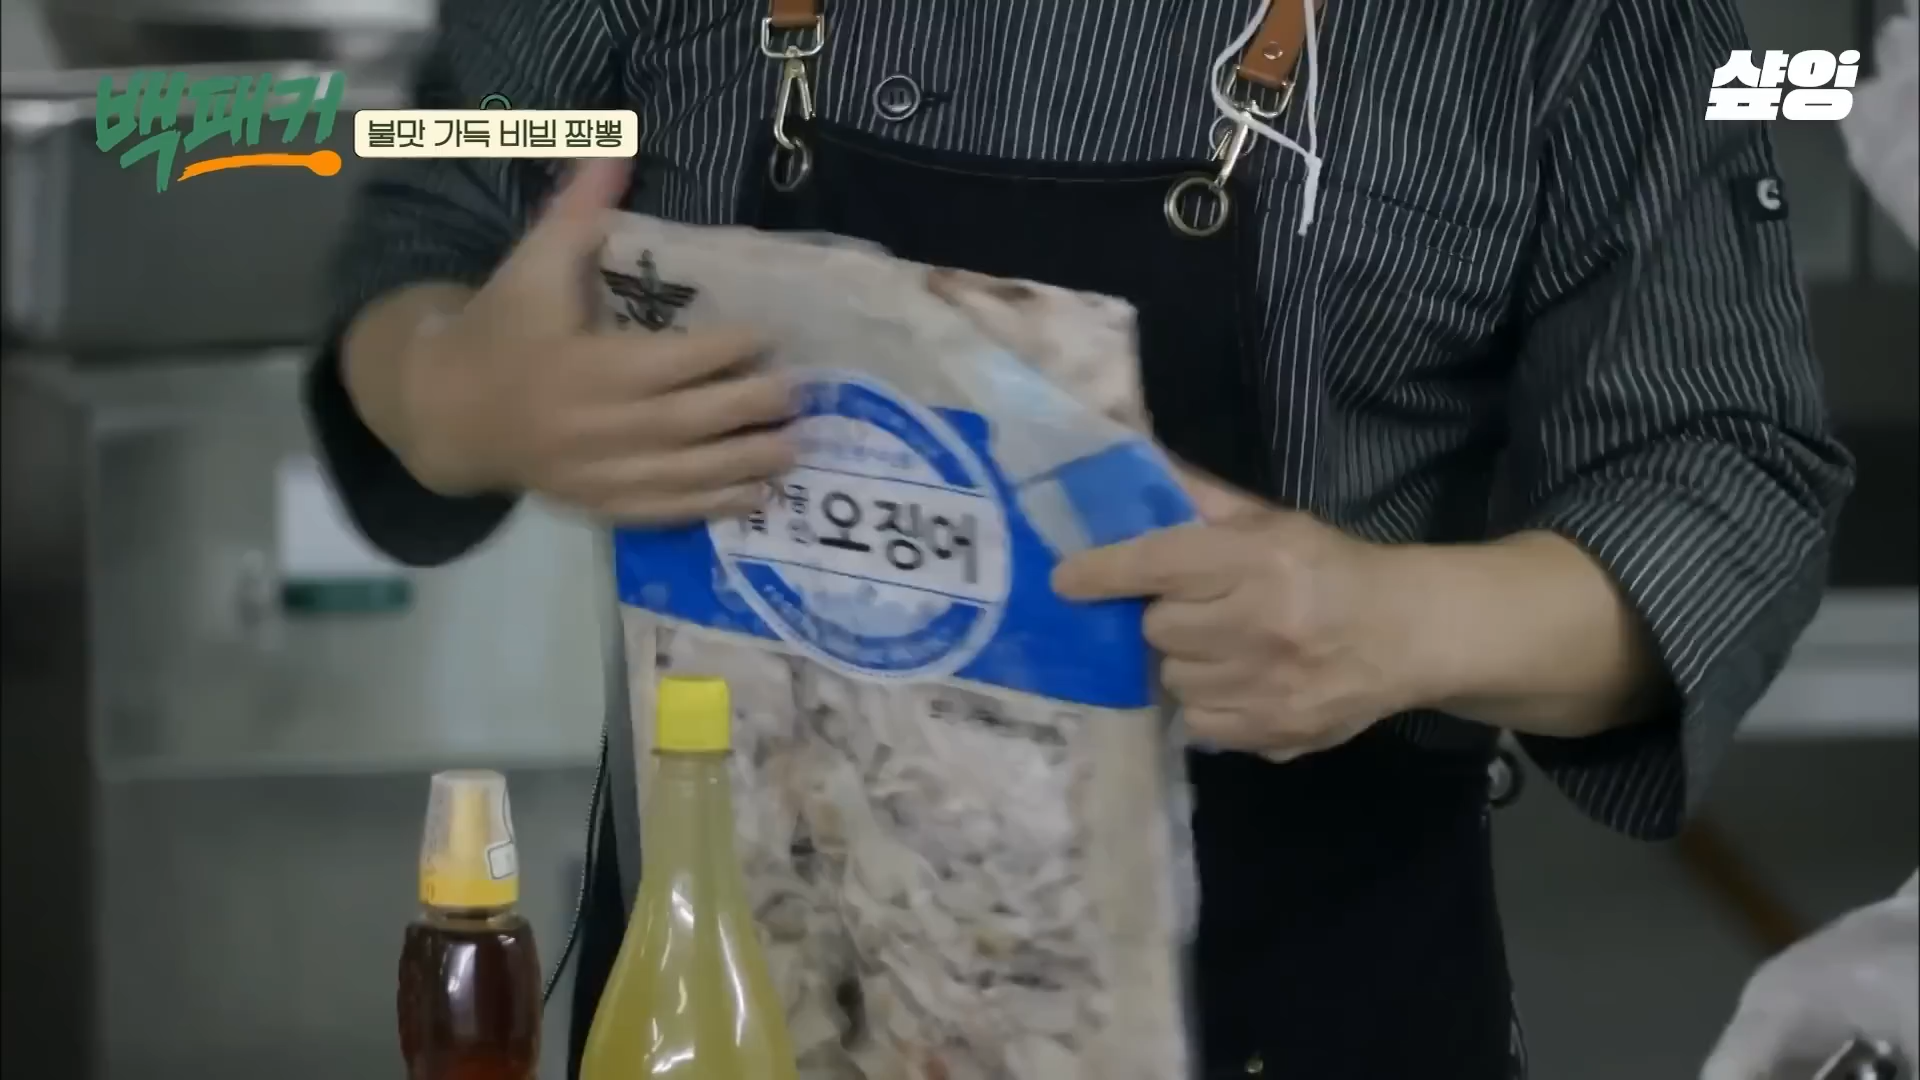 백패커
불맛 가득 비빔 짬뽕
샾잉
오징어